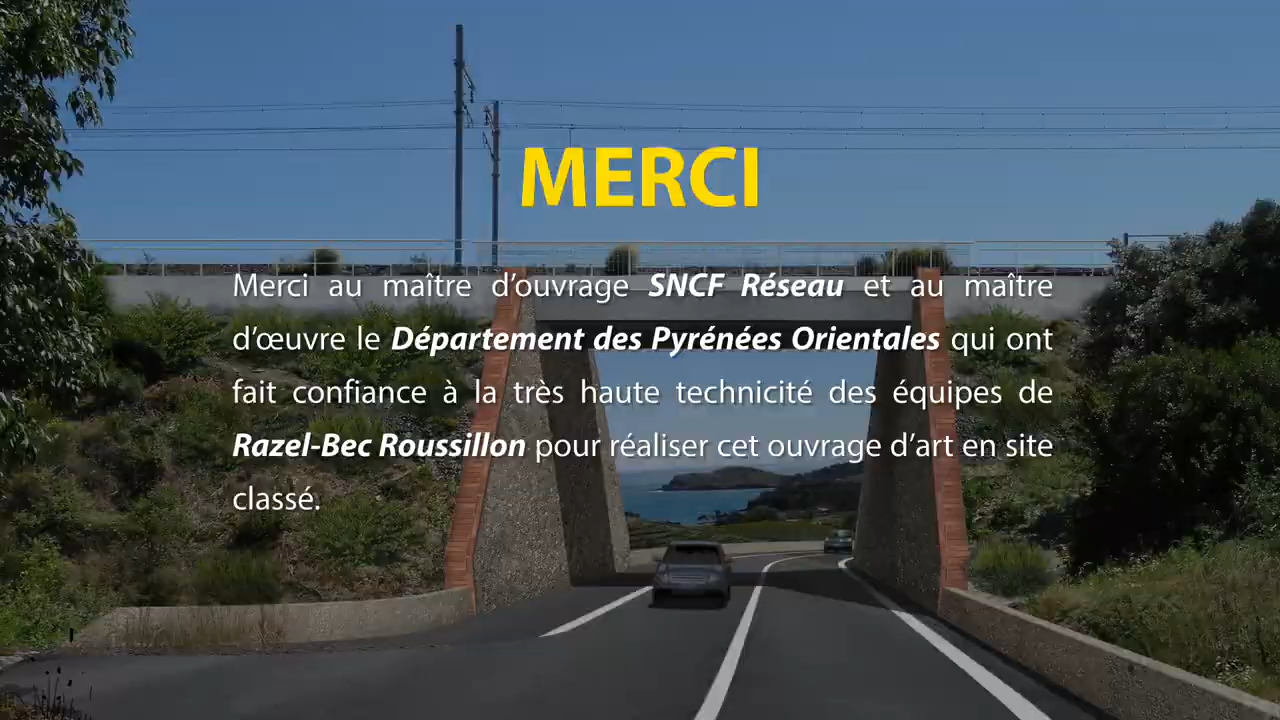 MERCI
Merci au maître d’ouvrage SNCF Réseau et au maître
d’œuvre le Département des Pyrénées Orientales qui ont
fait confiance à la très haute technicité des équipes de
Razel-Bec Roussillon pour réaliser cet ouvrage d’art en site
classé.